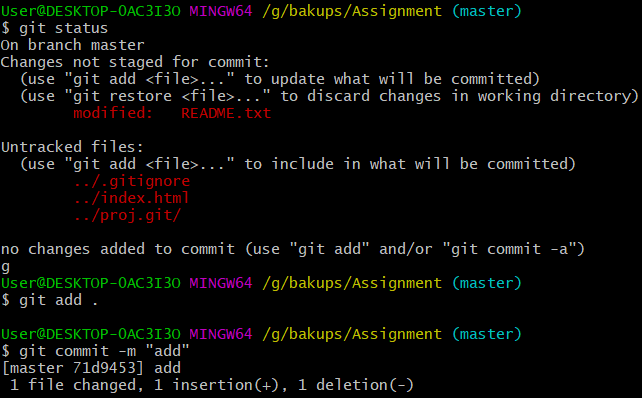 User@DESKTOP-0AC3I3O MINGW64 /g/bakups/Assignment (master)
$ git status
On branch master
Changes not staged for commit:
  (use "git add <file>..." to update what will be committed)
  (use "git restore <file>..." to discard changes in working directory)
        modified:   README.txt

Untracked files:
  (use "git add <file>..." to include in what will be committed)
        ../.gitignore
        ../index.html
        ../proj.git/

no changes added to commit (use "git add" and/or "git commit -a")
g
User@DESKTOP-0AC3I3O MINGW64 /g/bakups/Assignment (master)
$ git add .

User@DESKTOP-0AC3I3O MINGW64 /g/bakups/Assignment (master)
$ git commit -m "add"
[master 71d9453] add
 1 file changed, 1 insertion(+), 1 deletion(-)